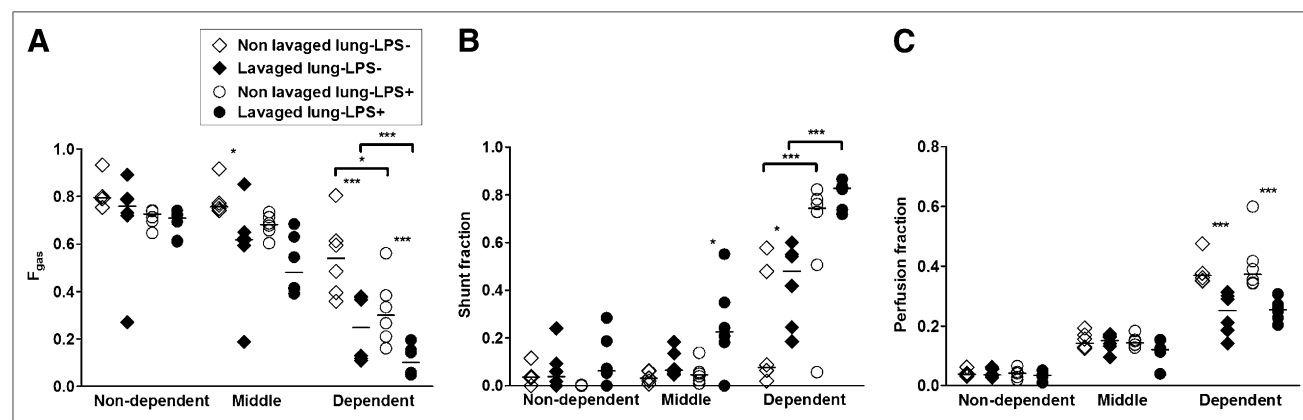 A
B
C
Non lavaged lung-LPS-
Lavaged lung-LPS-
Non lavaged lung-LPS+
Lavaged lung-LPS+
Fgas
1.0
0.8
0.6
0.4
0.2
0.0
*
***
*
***
***
Non-dependent Middle Dependent
Shunt fraction
1.0
0.8
0.6
0.4
0.2
0.0
*
*
***
***
Non-dependent Middle Dependent
Perfusion fraction
0.8
0.6
0.4
0.2
0.0
***
***
Non-dependent Middle Dependent